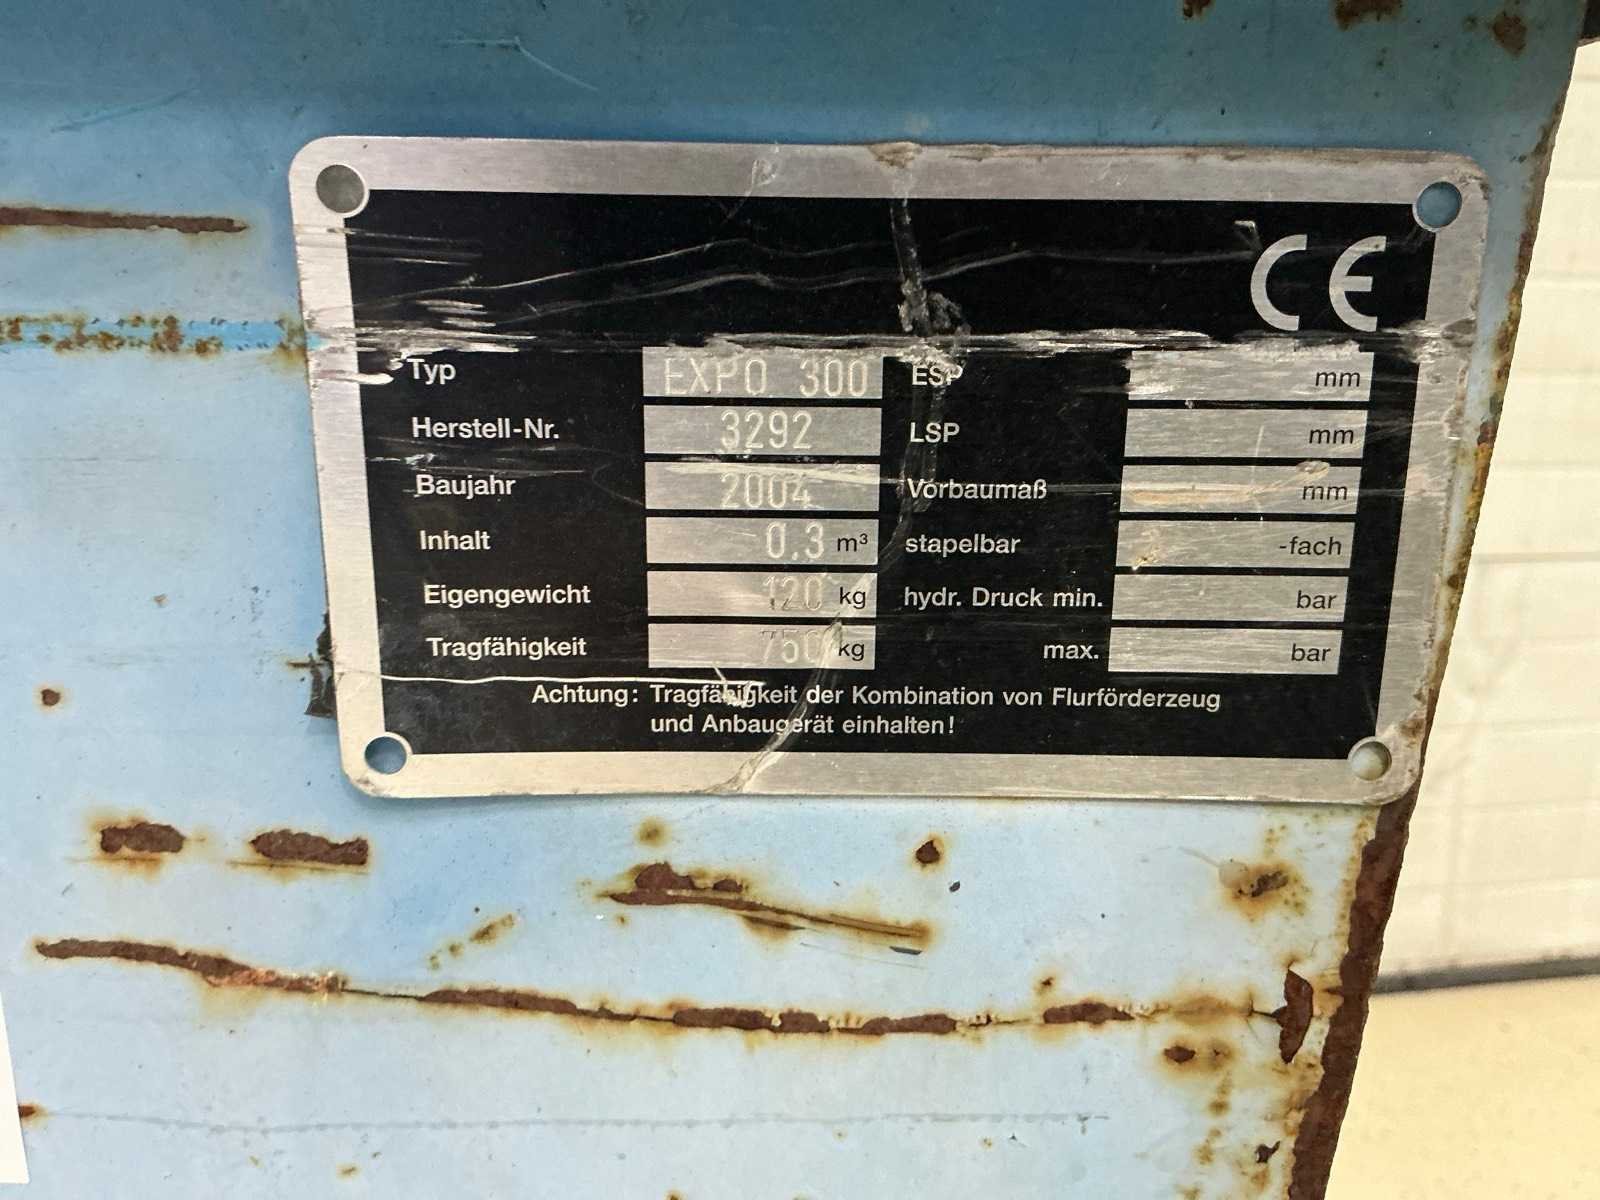 CE
Typ EXPO 300 ESP mm
Herstell-Nr. 3292 LSP mm
Baujahr 2004 Vorbaumaß mm
Inhalt 0.3 m³ stapelbar -fach
Eigengewicht 120 kg hydr. Druck min. bar
Tragfähigkeit 750 kg max. bar
Achtung: Tragfähigkeit der Kombination von Flurförderzeug
und Anbaugerät einhalten!